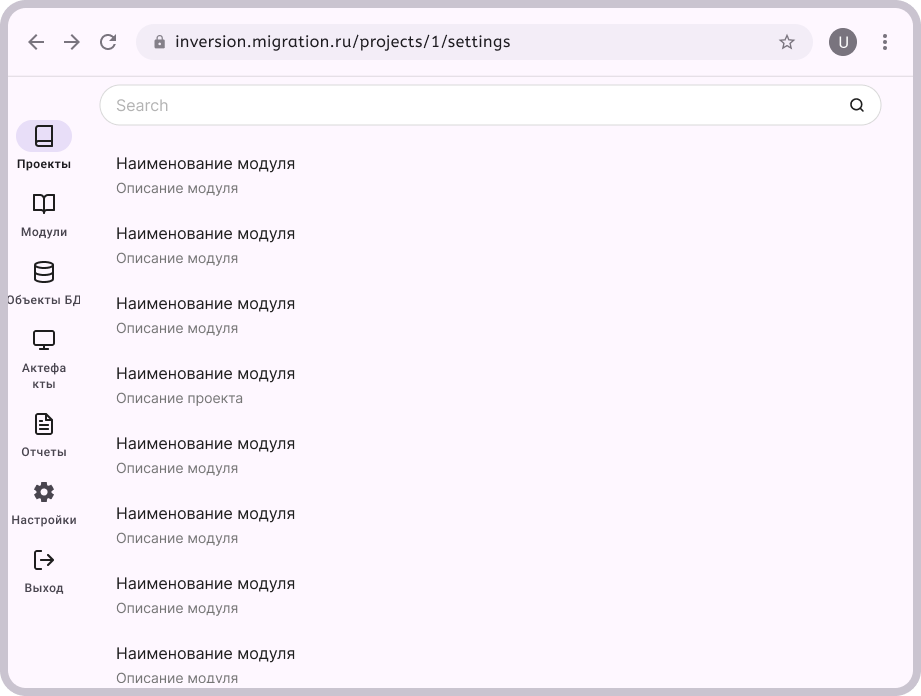 inversion.migration.ru/projects/1/settings
U
Search
Проекты
Модули
Объекты БД
Актефа
кты
Отчеты
Настройки
Выход
Наименование модуля
Описание модуля
Наименование модуля
Описание модуля
Наименование модуля
Описание модуля
Наименование модуля
Описание проекта
Наименование модуля
Описание модуля
Наименование модуля
Описание модуля
Наименование модуля
Описание модуля
Наименование модуля
Описание модуля